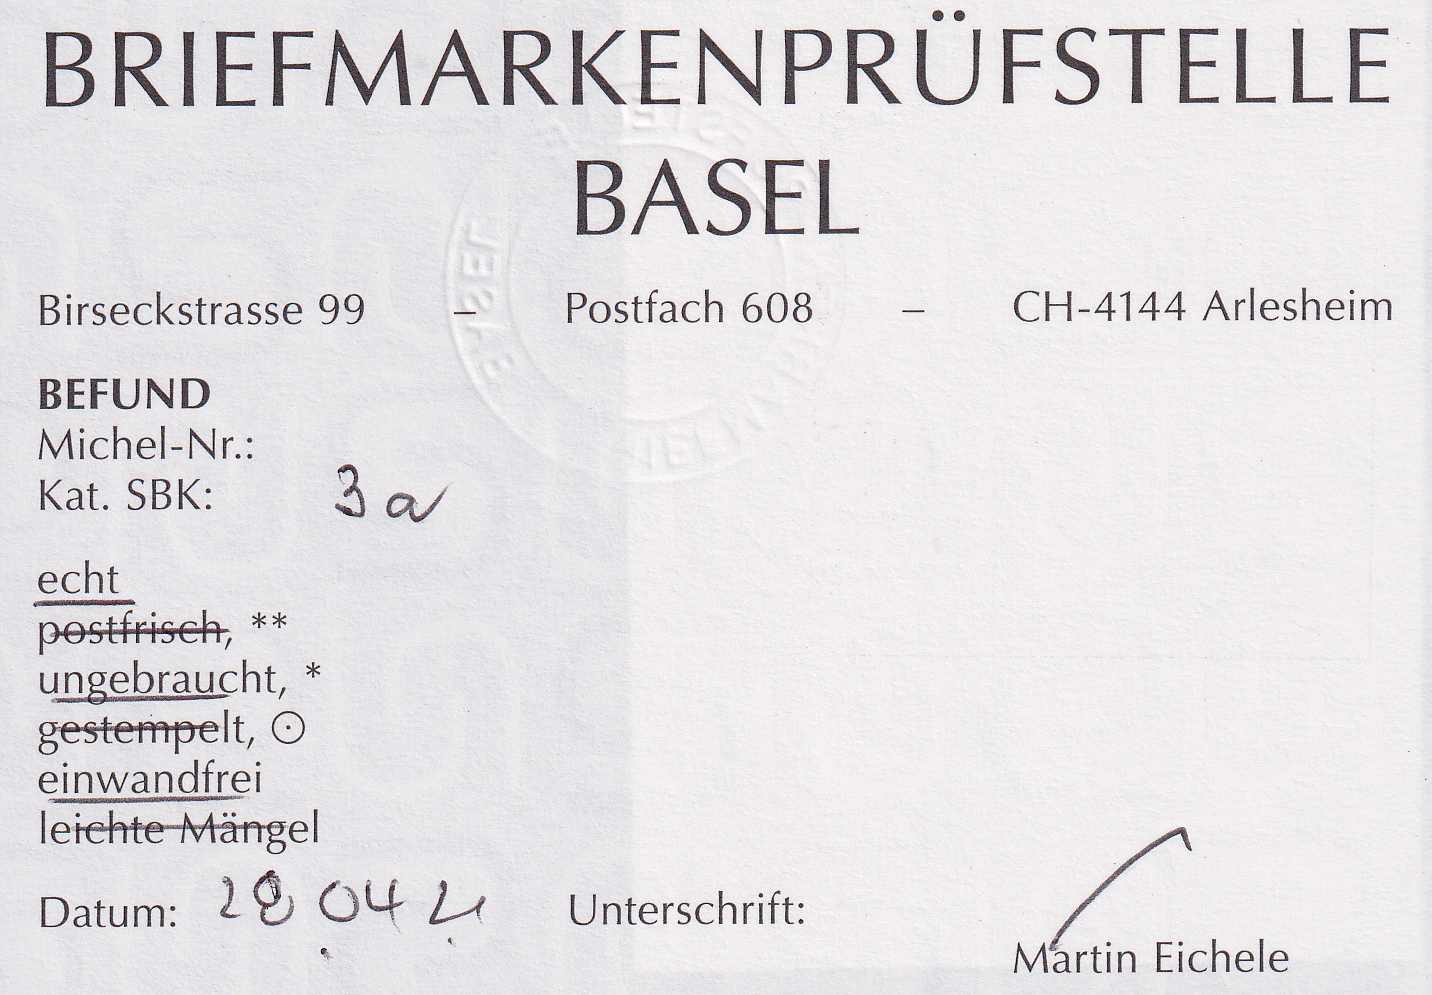 BRIEFMARKENPRÜFSTELLE
BASEL
Birseckstrasse 99 – Postfach 608 – CH-4144 Arlesheim
BEFUND
Michel-Nr.:
Kat. SBK: 3a
echt
postfrisch, **
ungebraucht, *
gestempelt, ⊙
einwandfrei
leichte Mängel
Datum: 28.04.21 Unterschrift:
Martin Eichele